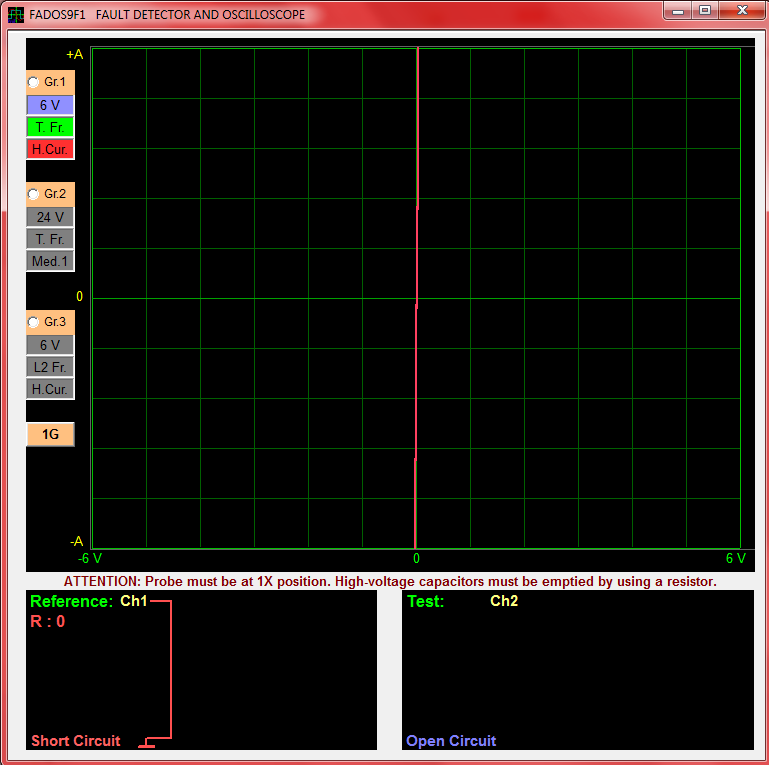 FADOS9F1 FAULT DETECTOR AND OSCILLOSCOPE
+A
Gr.1
6 V
T. Fr.
H.Cur.
Gr.2
24 V
T. Fr.
Med.1
0
Gr.3
6 V
L2 Fr.
H.Cur.
1G
-A
-6 V 0 6 V
ATTENTION: Probe must be at 1X position. High-voltage capacitors must be emptied by using a resistor.
Reference: Ch1
R : 0
Short Circuit
Test: Ch2
Open Circuit